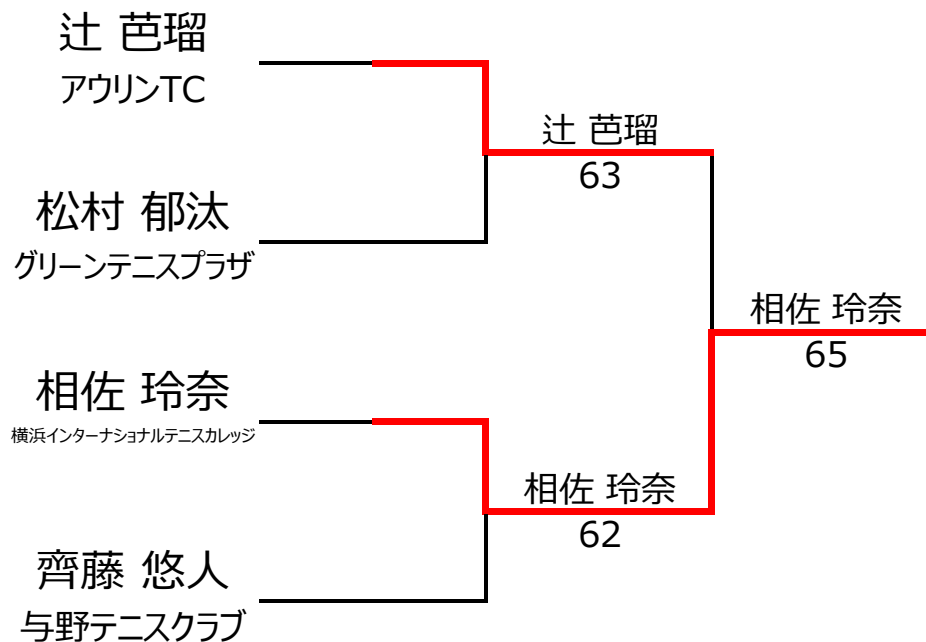 辻 芭瑠
アウリンTC
辻 芭瑠
63
松村 郁汰
グリーンテニスプラザ
相佐 玲奈
65
相佐 玲奈
横浜インターナショナルテニスカレッジ
相佐 玲奈
62
齊藤 悠人
与野テニスクラブ